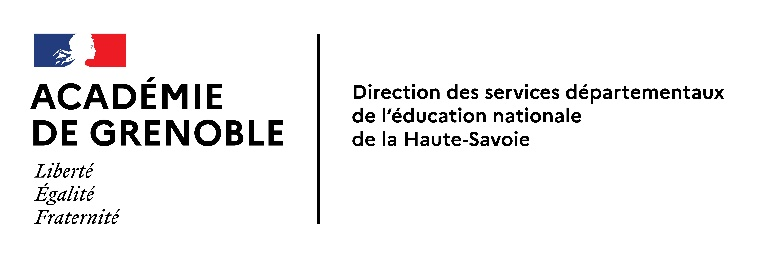 ACADÉMIE
DE GRENOBLE
Liberté
Égalité
Fraternité
Direction des services départementaux
de l'éducation nationale
de la Haute-Savoie